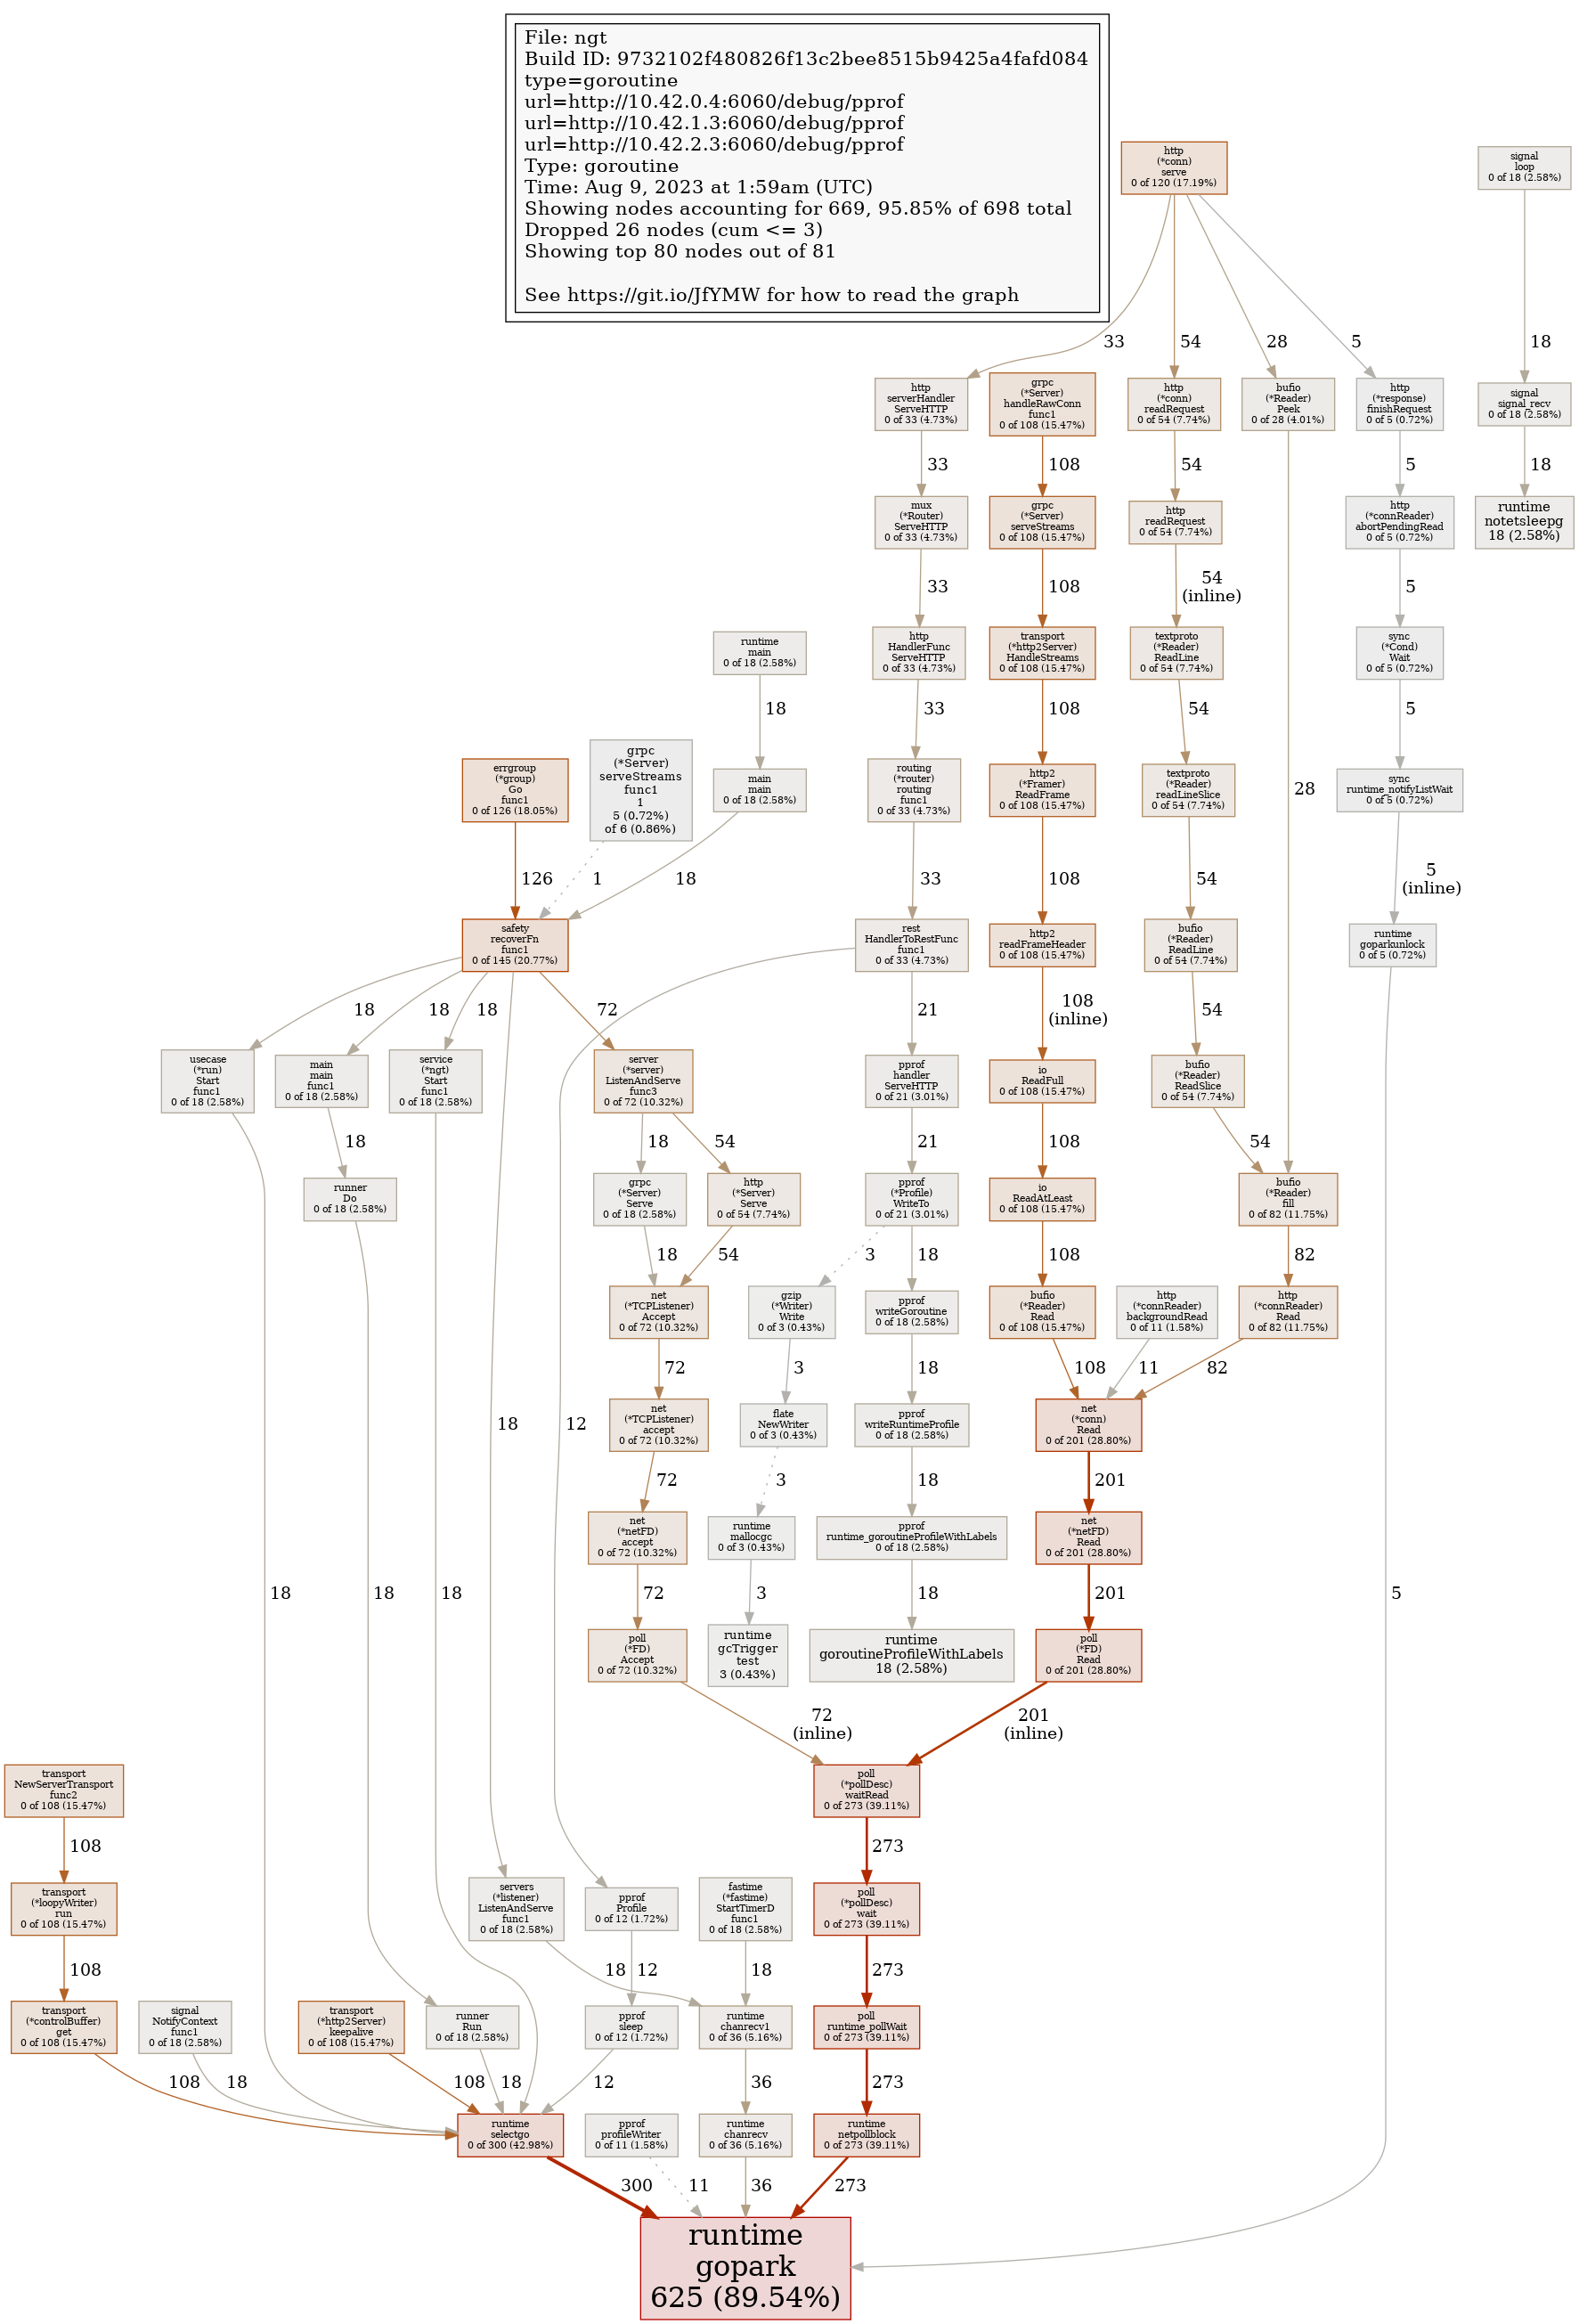 File: ngt
Build ID: 9732102f480826f13c2bee8515b9425a4fafd084
type=goroutine
url=http://10.42.0.4:6060/debug/pprof
url=http://10.42.1.3:6060/debug/pprof
url=http://10.42.2.3:6060/debug/pprof
Type: goroutine
Time: Aug 9, 2023 at 1:59am (UTC)
Showing nodes accounting for 669, 95.85% of 698 total
Dropped 26 nodes (cum <= 3)
Showing top 80 nodes out of 81
See https://git.io/JfYMW for how to read the graph
http
(*conn)
serve
0 of 120 (17.19%)
signal
loop
0 of 18 (2.58%)
33
54
28
5
18
http
serverHandler
ServeHTTP
0 of 33 (4.73%)
grpc
(*Server)
handleRawConn
func1
0 of 108 (15.47%)
http
(*conn)
readRequest
0 of 54 (7.74%)
bufio
(*Reader)
Peek
0 of 28 (4.01%)
http
(*response)
finishRequest
0 of 5 (0.72%)
signal
signal_recv
0 of 18 (2.58%)
33
108
54
5
18
mux
(*Router)
ServeHTTP
0 of 33 (4.73%)
grpc
(*Server)
serveStreams
0 of 108 (15.47%)
http
readRequest
0 of 54 (7.74%)
http
(*connReader)
abortPendingRead
0 of 5 (0.72%)
runtime
notetsleepg
18 (2.58%)
33
108
54
(inline)
5
runtime
main
0 of 18 (2.58%)
http
HandlerFunc
ServeHTTP
0 of 33 (4.73%)
transport
(*http2Server)
HandleStreams
0 of 108 (15.47%)
textproto
(*Reader)
ReadLine
0 of 54 (7.74%)
sync
(*Cond)
Wait
0 of 5 (0.72%)
18
33
108
54
5
errgroup
(*group)
Go
func1
0 of 126 (18.05%)
grpc
(*Server)
serveStreams
func1
1
5 (0.72%)
of 6 (0.86%)
main
main
0 of 18 (2.58%)
routing
(*router)
routing
func1
0 of 33 (4.73%)
http2
(*Framer)
ReadFrame
0 of 108 (15.47%)
textproto
(*Reader)
readLineSlice
0 of 54 (7.74%)
28
sync
runtime_notifyListWait
0 of 5 (0.72%)
126
1
18
33
108
54
5
(inline)
safety
recoverFn
func1
0 of 145 (20.77%)
rest
HandlerToRestFunc
func1
0 of 33 (4.73%)
http2
readFrameHeader
0 of 108 (15.47%)
bufio
(*Reader)
ReadLine
0 of 54 (7.74%)
runtime
goparkunlock
0 of 5 (0.72%)
18
18
18
72
21
108
(inline)
54
usecase
(*run)
Start
func1
0 of 18 (2.58%)
main
main
func1
0 of 18 (2.58%)
service
(*ngt)
Start
func1
0 of 18 (2.58%)
server
(*server)
ListenAndServe
func3
0 of 72 (10.32%)
pprof
handler
ServeHTTP
0 of 21 (3.01%)
io
ReadFull
0 of 108 (15.47%)
bufio
(*Reader)
ReadSlice
0 of 54 (7.74%)
18
18
54
21
108
54
runner
Do
0 of 18 (2.58%)
grpc
(*Server)
Serve
0 of 18 (2.58%)
http
(*Server)
Serve
0 of 54 (7.74%)
pprof
(*Profile)
WriteTo
0 of 21 (3.01%)
io
ReadAtLeast
0 of 108 (15.47%)
bufio
(*Reader)
fill
0 of 82 (11.75%)
18
54
3
18
108
82
net
(*TCPListener)
Accept
0 of 72 (10.32%)
gzip
(*Writer)
Write
0 of 3 (0.43%)
pprof
writeGoroutine
0 of 18 (2.58%)
bufio
(*Reader)
Read
0 of 108 (15.47%)
http
(*connReader)
backgroundRead
0 of 11 (1.58%)
http
(*connReader)
Read
0 of 82 (11.75%)
72
3
18
108
11
82
18
12
net
(*TCPListener)
accept
0 of 72 (10.32%)
flate
NewWriter
0 of 3 (0.43%)
pprof
writeRuntimeProfile
0 of 18 (2.58%)
net
(*conn)
Read
0 of 201 (28.80%)
72
3
18
201
net
(*netFD)
accept
0 of 72 (10.32%)
runtime
mallocgc
0 of 3 (0.43%)
pprof
runtime_goroutineProfileWithLabels
0 of 18 (2.58%)
net
(*netFD)
Read
0 of 201 (28.80%)
18
18
18
72
3
18
201
5
poll
(*FD)
Accept
0 of 72 (10.32%)
runtime
gcTrigger
test
3 (0.43%)
runtime
goroutineProfileWithLabels
18 (2.58%)
poll
(*FD)
Read
0 of 201 (28.80%)
72
(inline)
201
(inline)
transport
NewServerTransport
func2
0 of 108 (15.47%)
poll
(*pollDesc)
waitRead
0 of 273 (39.11%)
108
273
transport
(*loopyWriter)
run
0 of 108 (15.47%)
servers
(*listener)
ListenAndServe
func1
0 of 18 (2.58%)
pprof
Profile
0 of 12 (1.72%)
fastime
(*fastime)
StartTimerD
func1
0 of 18 (2.58%)
poll
(*pollDesc)
wait
0 of 273 (39.11%)
108
18
12
18
273
transport
(*controlBuffer)
get
0 of 108 (15.47%)
signal
NotifyContext
func1
0 of 18 (2.58%)
transport
(*http2Server)
keepalive
0 of 108 (15.47%)
runner
Run
0 of 18 (2.58%)
pprof
sleep
0 of 12 (1.72%)
runtime
chanrecv1
0 of 36 (5.16%)
poll
runtime_pollWait
0 of 273 (39.11%)
108
18
108
18
12
36
273
runtime
selectgo
0 of 300 (42.98%)
pprof
profileWriter
0 of 11 (1.58%)
runtime
chanrecv
0 of 36 (5.16%)
runtime
netpollblock
0 of 273 (39.11%)
300
11
36
273
runtime
gopark
625 (89.54%)